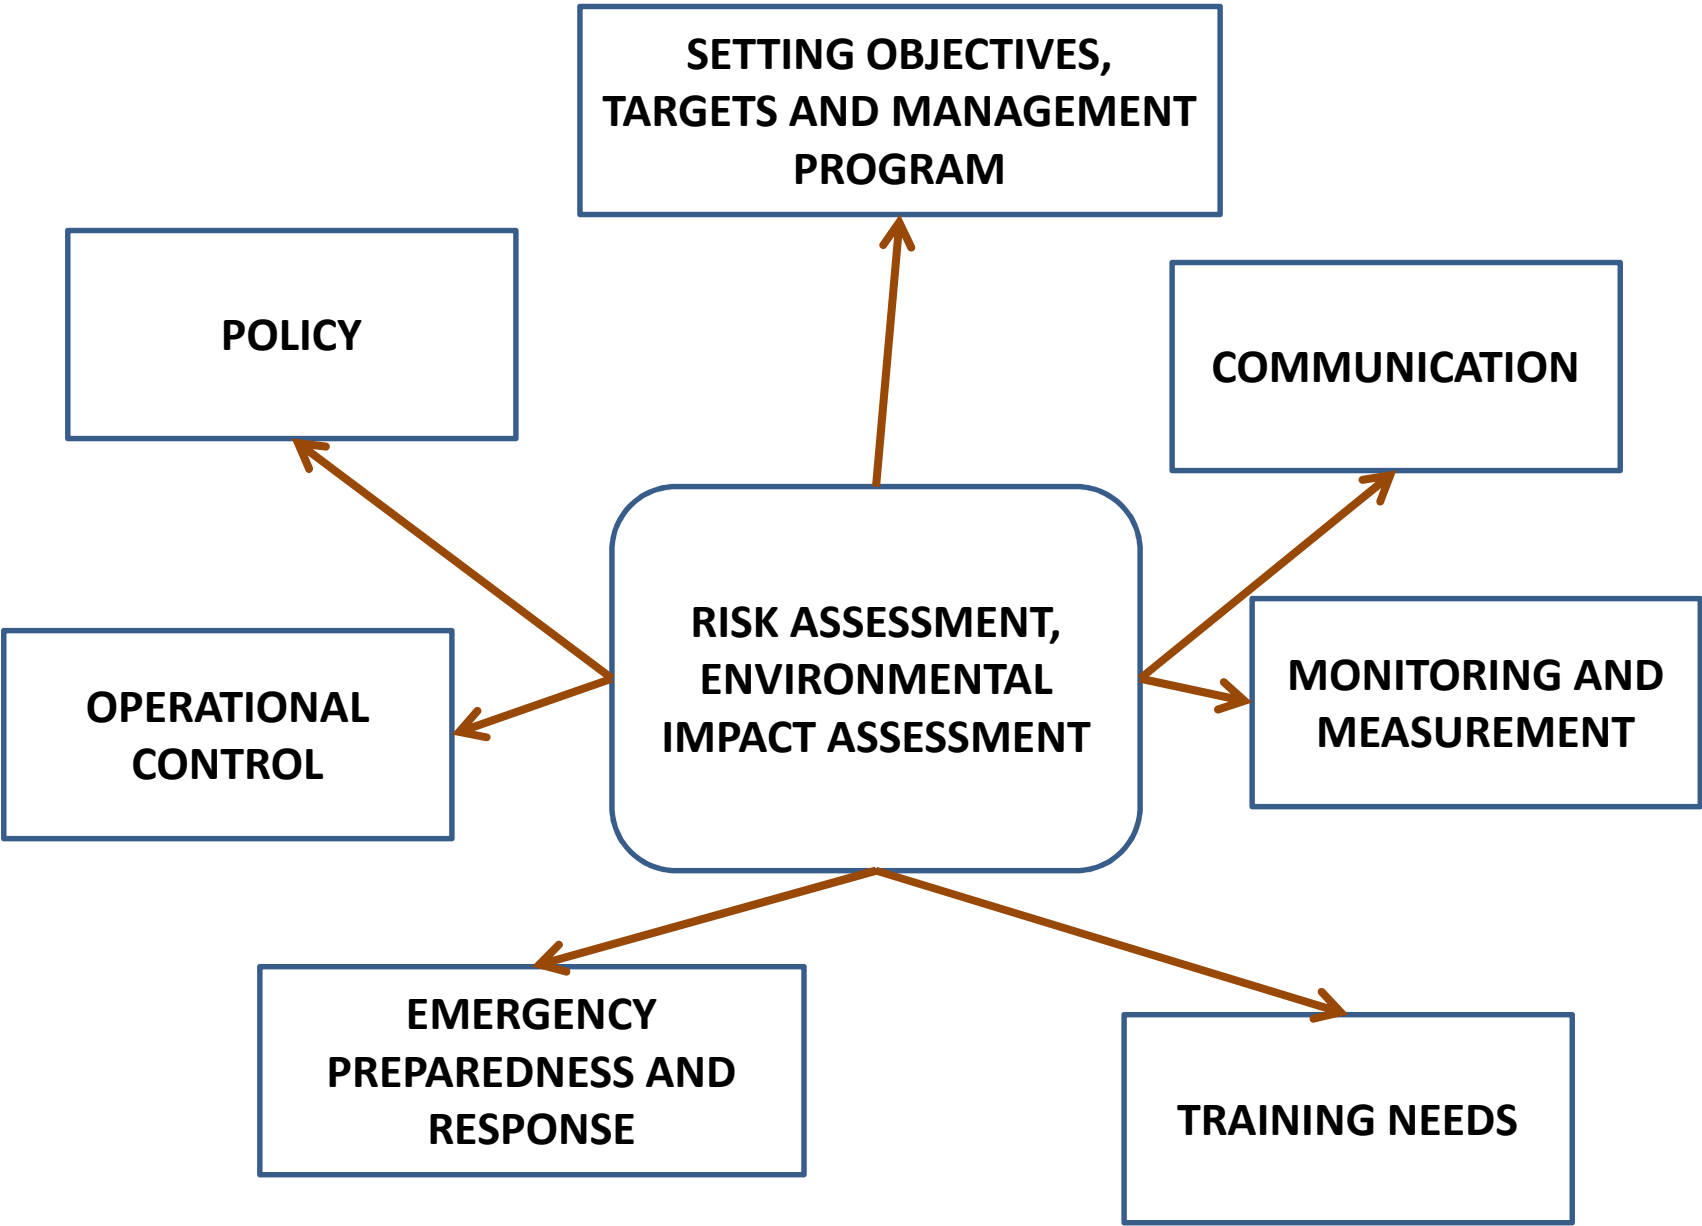 SETTING OBJECTIVES,
TARGETS AND MANAGEMENT
PROGRAM
POLICY
COMMUNICATION
RISK ASSESSMENT,
ENVIRONMENTAL
IMPACT ASSESSMENT
OPERATIONAL
CONTROL
MONITORING AND
MEASUREMENT
EMERGENCY
PREPAREDNESS AND
RESPONSE
TRAINING NEEDS